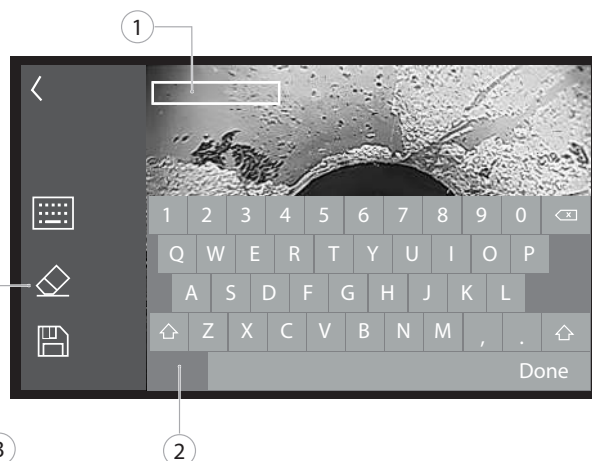 1
1 2 3 4 5 6 7 8 9 0
Q W E R T Y U I O P
A S D F G H J K L
Z X C V B N M , .
Done
3
2